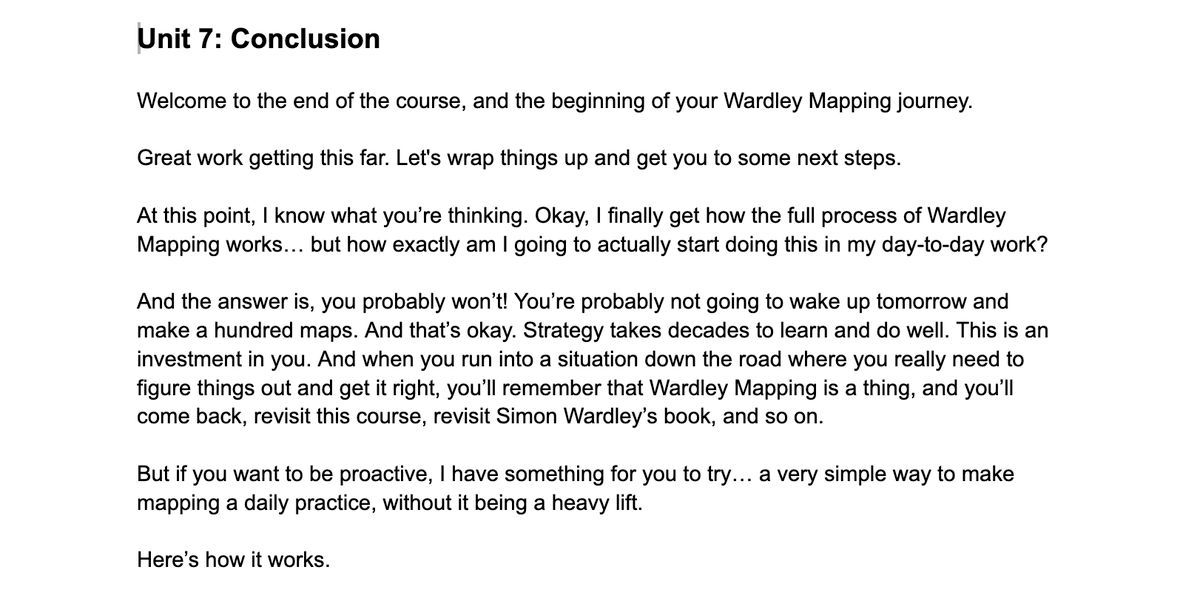 Unit 7: Conclusion
Welcome to the end of the course, and the beginning of your Wardley Mapping journey.
Great work getting this far. Let's wrap things up and get you to some next steps.
At this point, I know what you’re thinking. Okay, I finally get how the full process of Wardley
Mapping works… but how exactly am I going to actually start doing this in my day-to-day work?
And the answer is, you probably won’t! You’re probably not going to wake up tomorrow and
make a hundred maps. And that’s okay. Strategy takes decades to learn and do well. This is an
investment in you. And when you run into a situation down the road where you really need to
figure things out and get it right, you’ll remember that Wardley Mapping is a thing, and you’ll
come back, revisit this course, revisit Simon Wardley’s book, and so on.
But if you want to be proactive, I have something for you to try… a very simple way to make
mapping a daily practice, without it being a heavy lift.
Here’s how it works.